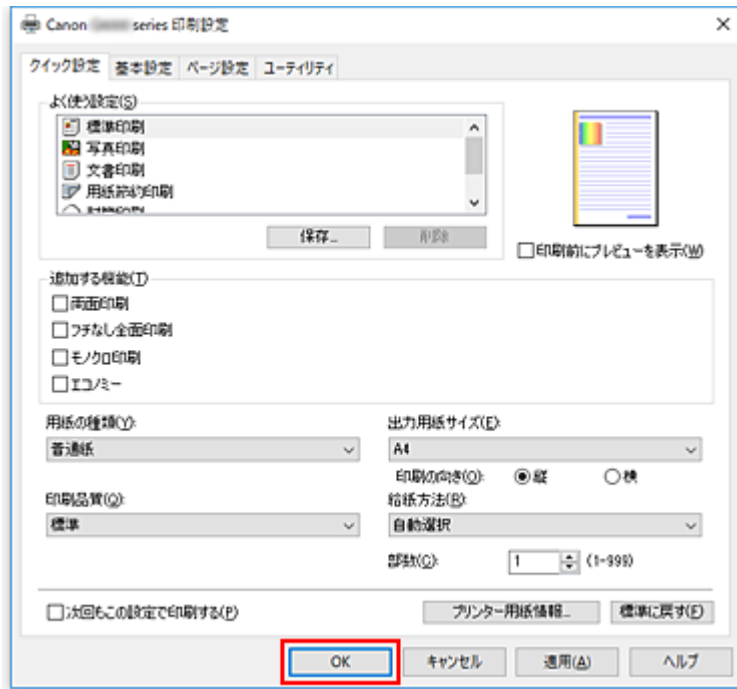 Canon series 印刷設定
クイック設定 基本設定 ページ設定 ユーティリティ
よく使う設定(S)
標準印刷
写真印刷
文書印刷
用紙節約印刷
保存... 削除
印刷前にプレビューを表示(W)
追加する機能(T)
両面印刷
フチなし全面印刷
モノクロ印刷
エコノミー
用紙の種類(Y): 出力用紙サイズ(E):
普通紙 A4
印刷の向き(O): 縦 横
印刷品質(Q): 給紙方法(R):
標準 自動選択
部数(C): 1 (1-999)
次回もこの設定で印刷する(P) プリンター用紙情報... 標準に戻す(F)
OK キャンセル 適用(A) ヘルプ